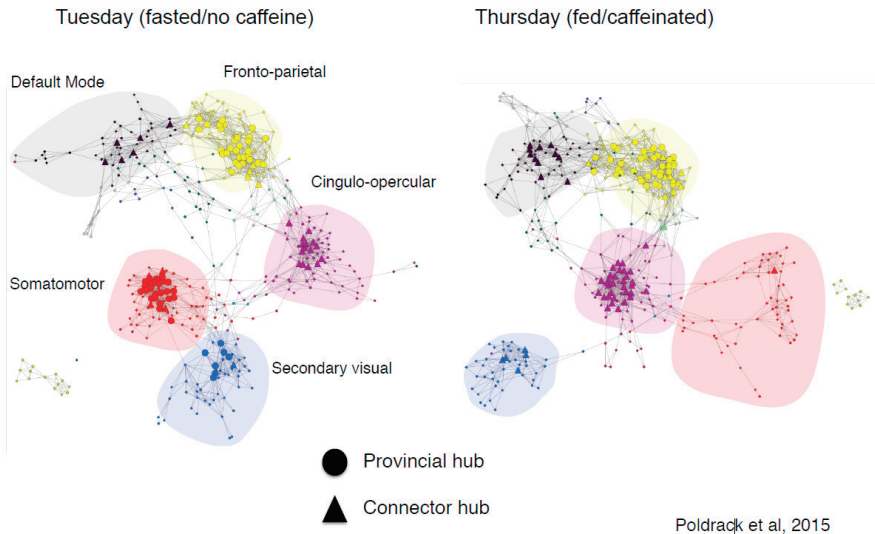 Tuesday (fasted/no caffeine)
Thursday (fed/caffeinated)
Default Mode
Fronto-parietal
Cingulo-opercular
Somatomotor
Secondary visual
Provincial hub
Connector hub
Poldrack et al, 2015